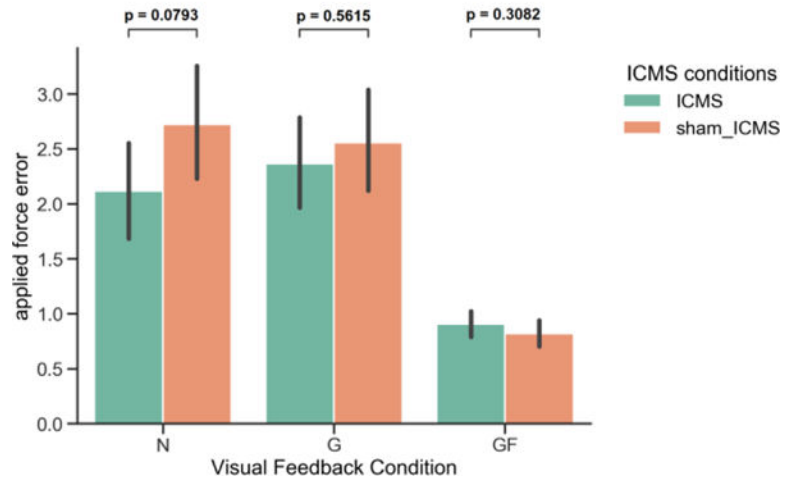 p = 0.0793
p = 0.5615
p = 0.3082
ICMS conditions
ICMS
sham_ICMS
applied force error
3.0
2.5
2.0
1.5
1.0
0.5
0.0
N
G
GF
Visual Feedback Condition